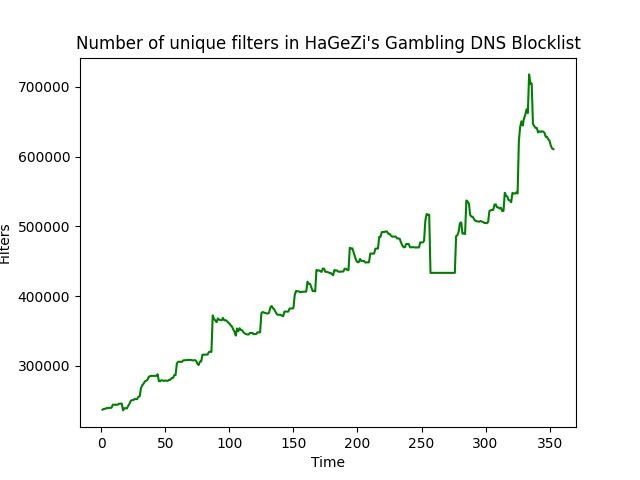 Number of unique filters in HaGeZi's Gambling DNS Blocklist
700000
600000
500000
400000
300000
Filters
0 50 100 150 200 250 300 350
Time